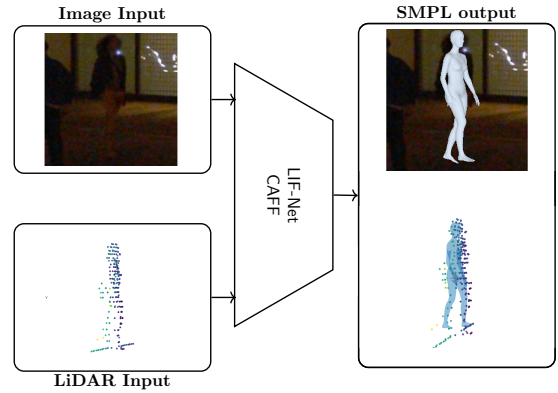 Image Input
SMPL output
LIF-Net
CAFF
LiDAR Input